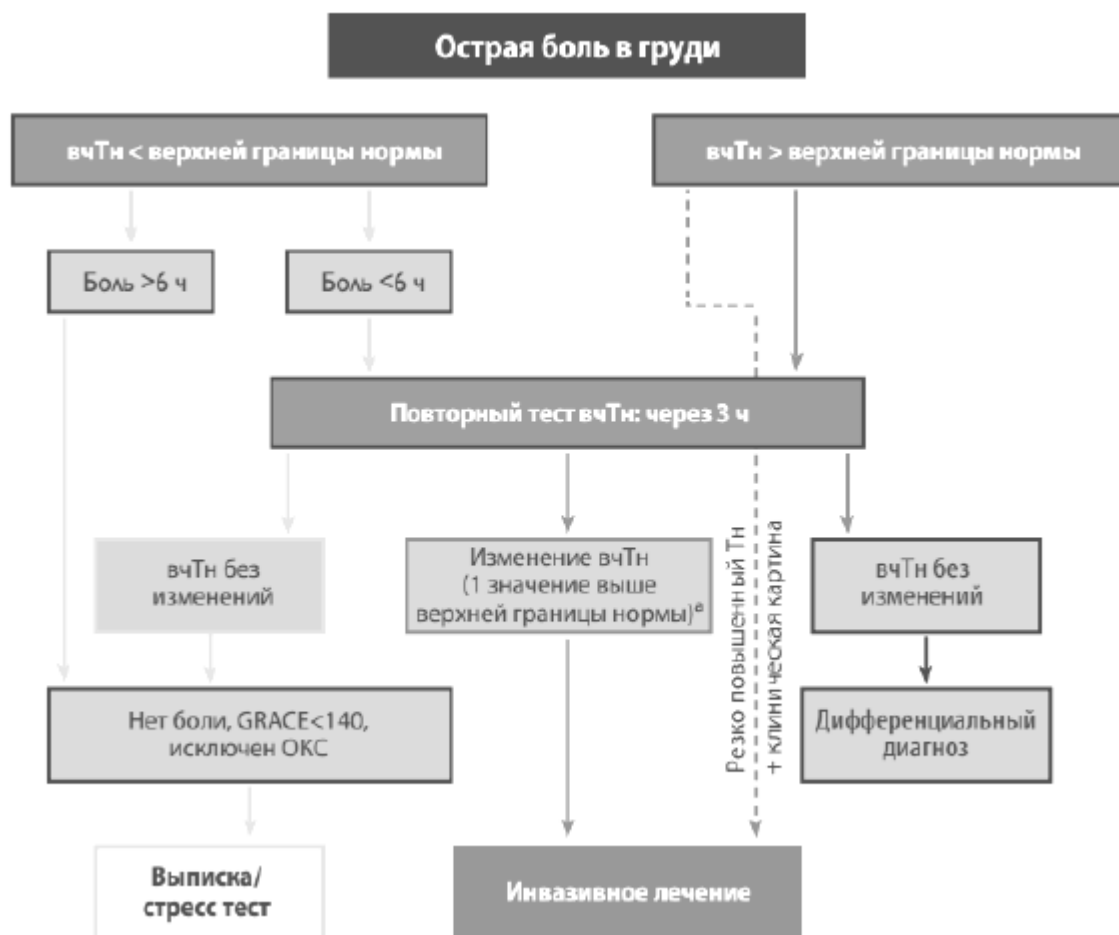 Острая боль в груди
вчТн < верхней границы нормы
вчТн > верхней границы нормы
Боль >6 ч
Боль <6 ч
Повторный тест вчТн: через 3 ч
вчТн без
изменений
Изменение вчТн
(1 значение выше
верхней границы нормы)ᵃ
Резко повышенный Тн
+ клиническая картина
вчТн без
изменений
Нет боли, GRACE<140,
исключен ОКС
Дифференциальный
диагноз
Выписка/
стресс тест
Инвазивное лечение